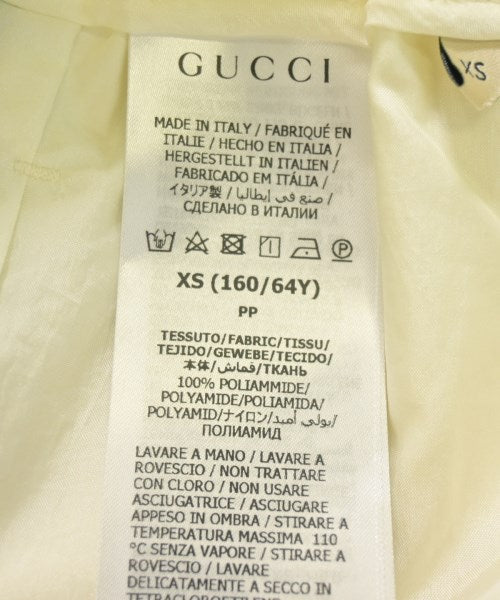 GUCCI
XS
MADE IN ITALY / FABRIQUÉ EN
ITALIE / HECHO EN ITALIA /
HERGESTELLT IN ITALIEN /
FABRICADO EM ITÁLIA /
イタリア製 / صنع في إيطاليا /
СДЕЛАНО В ИТАЛИИ
P
XS (160/64Y)
PP
TESSUTO/FABRIC/TISSU/
TEJIDO/GEWEBE/TECIDO/
本体/قماش/ТКАНЬ
100% POLIAMMIDE/
POLYAMIDE/POLIAMIDA/
POLYAMID/ナイロン/بولي أميد/
ПОЛИАМИД
LAVARE A MANO / LAVARE A
ROVESCIO / NON TRATTARE
CON CLORO / NON USARE
ASCIUGATRICE / ASCIUGARE
APPESO IN OMBRA / STIRARE A
TEMPERATURA MASSIMA 110
°C SENZA VAPORE / STIRARE A
ROVESCIO / LAVARE
DELICATAMENTE A SECCO IN
TETRACLOROETILENE